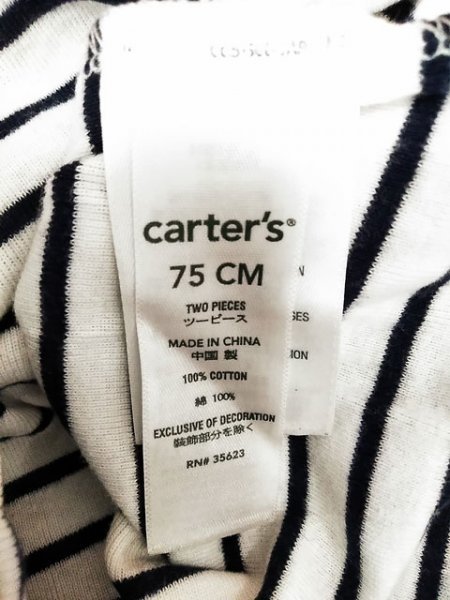 carter's®
75 CM
TWO PIECES
ツーピース
MADE IN CHINA
中国 製
100% COTTON
綿 100%
EXCLUSIVE OF DECORATION
装飾部分を除く
RN# 35623